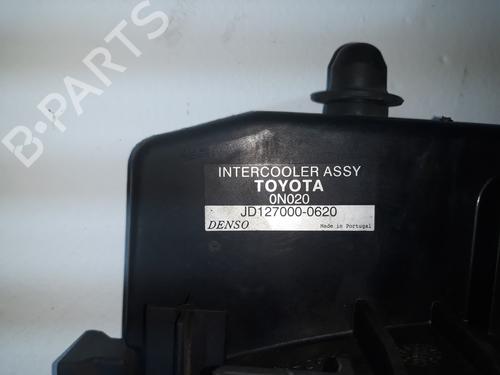 B-PARTS
INTERCOOLER ASSY
TOYOTA
0N020
JD127000-0620
DENSO Made in Portugal